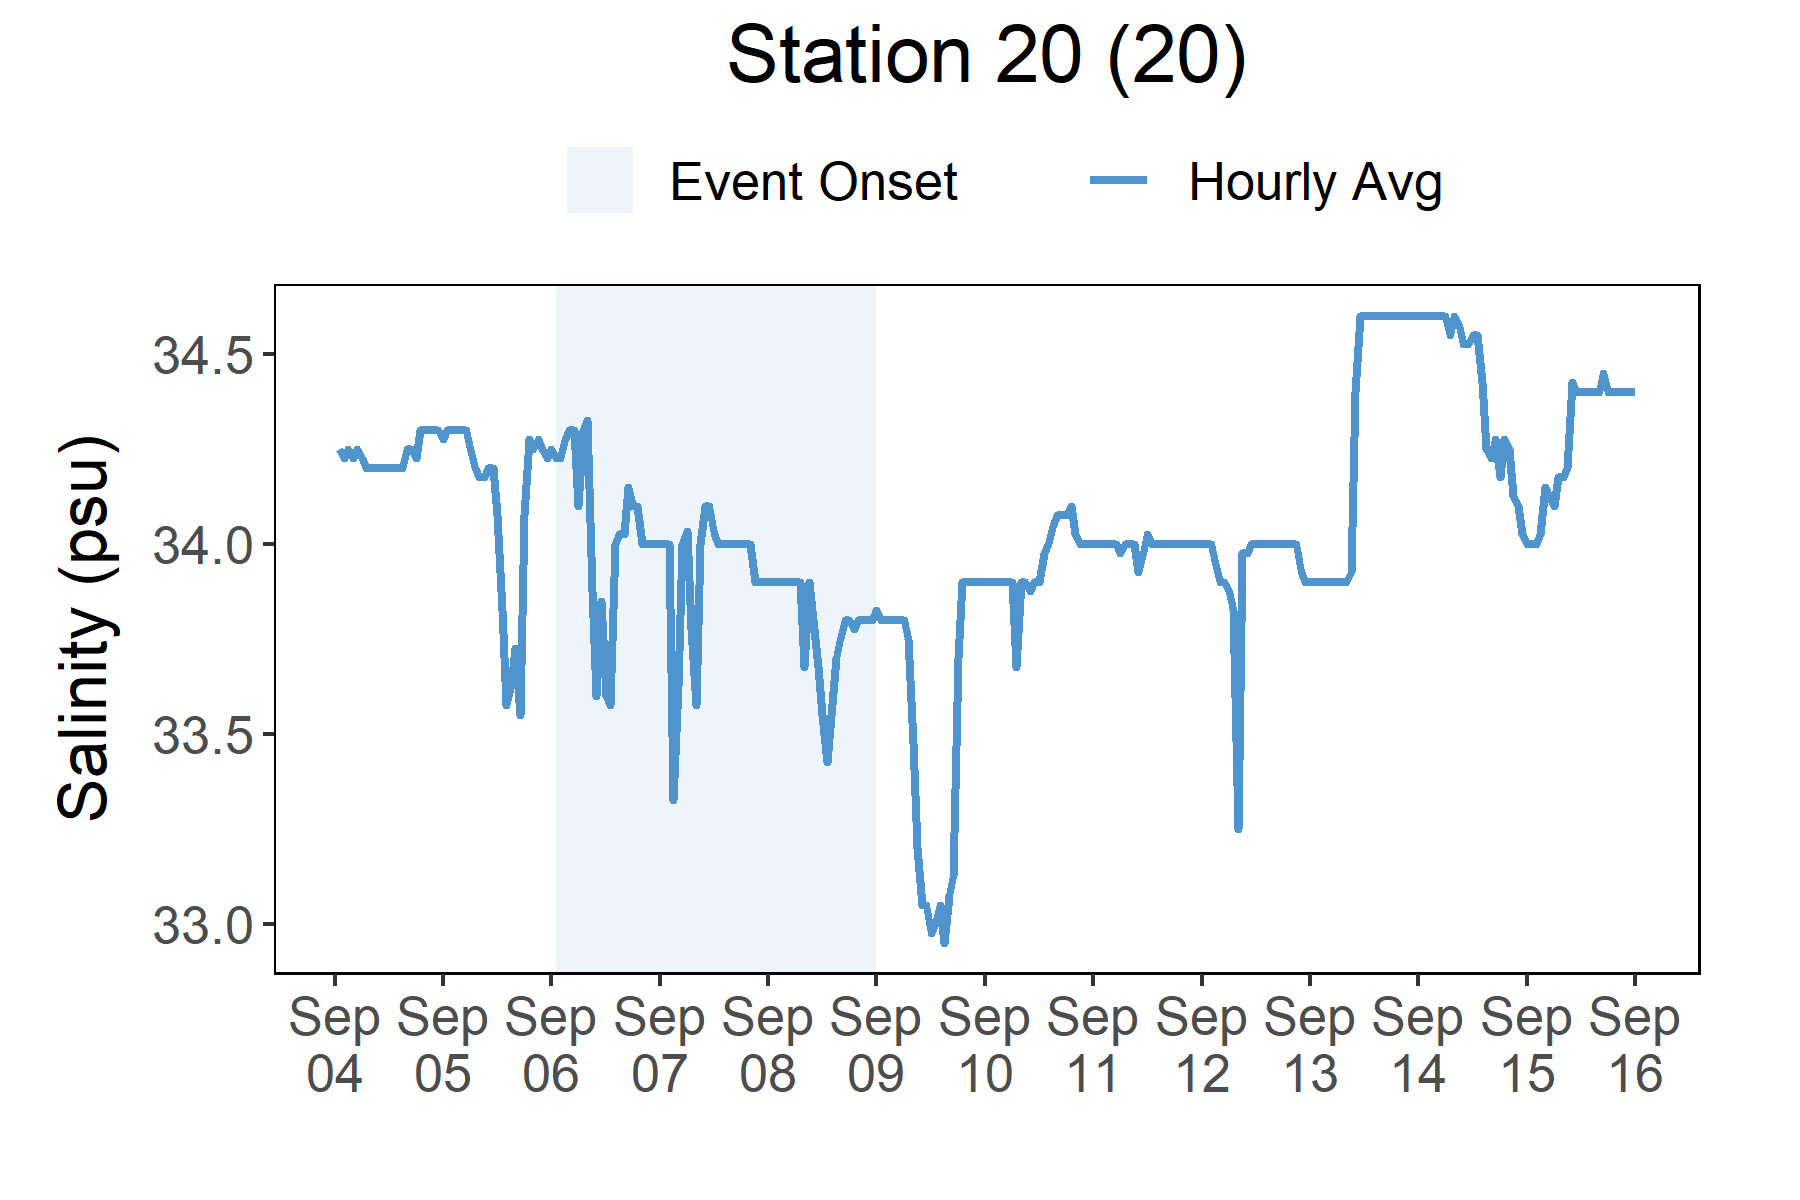 Station 20 (20)
Event Onset
Hourly Avg
Salinity (psu)
34.5
34.0
33.5
33.0
Sep Sep Sep Sep Sep Sep Sep Sep Sep Sep Sep Sep Sep
04 05 06 07 08 09 10 11 12 13 14 15 16